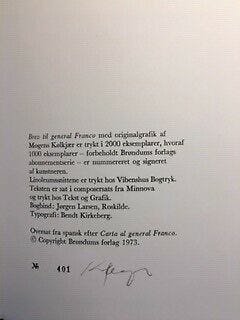 Brev til general Franco med originalgrafik af
Mogens Kølkjær er trykt i 2000 eksemplarer, hvoraf
1000 eksemplarer – forbeholdt Brøndums forlags
abonnementserie – er nummereret og signeret
af kunstneren.
Linoleumssnittene er trykt hos Vibenshus Bogtryk.
Teksten er sat i composersats fra Minnova
og trykt hos Tekst og Grafik.
Bogbind: Jørgen Larsen, Roskilde.
Typografi: Bendt Kirkeberg.
Oversat fra spansk efter Carta al general Franco.
© Copyright Brøndums forlag 1973.
№ 401